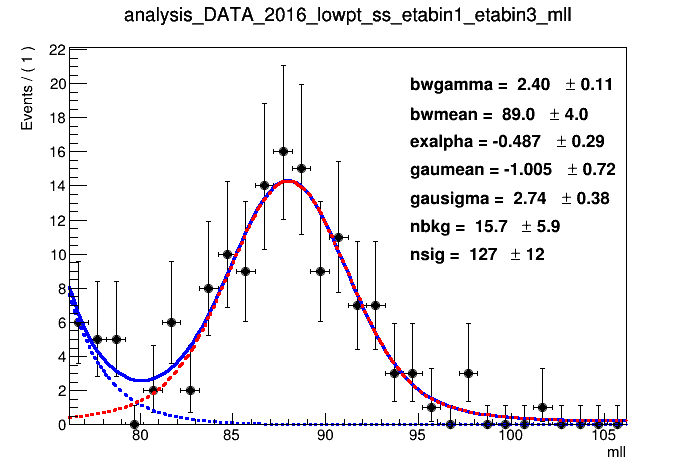 analysis_DATA_2016_lowpt_ss_etabin1_etabin3_mll
Events / ( 1 )
22
20
18
16
14
12
10
8
6
4
2
0
bwgamma = 2.40 ± 0.11
bwmean = 89.0 ± 4.0
exalpha = -0.487 ± 0.29
gaumean = -1.005 ± 0.72
gausigma = 2.74 ± 0.38
nbkg = 15.7 ± 5.9
nsig = 127 ± 12
80 85 90 95 100 105
mll